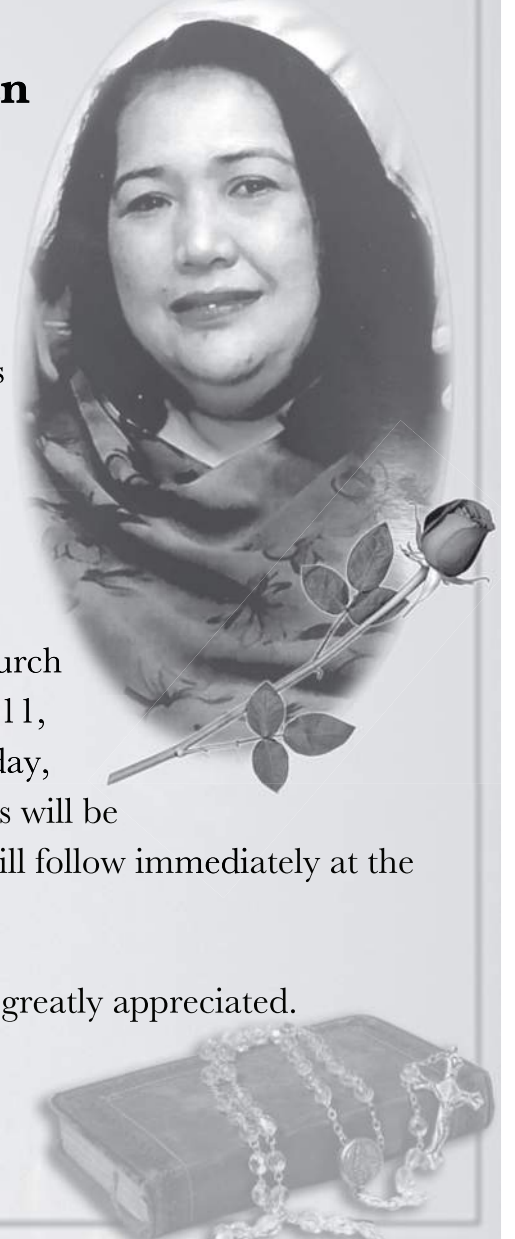 n
s
urch
11,
day,
s will be
ill follow immediately at the
greatly appreciated.